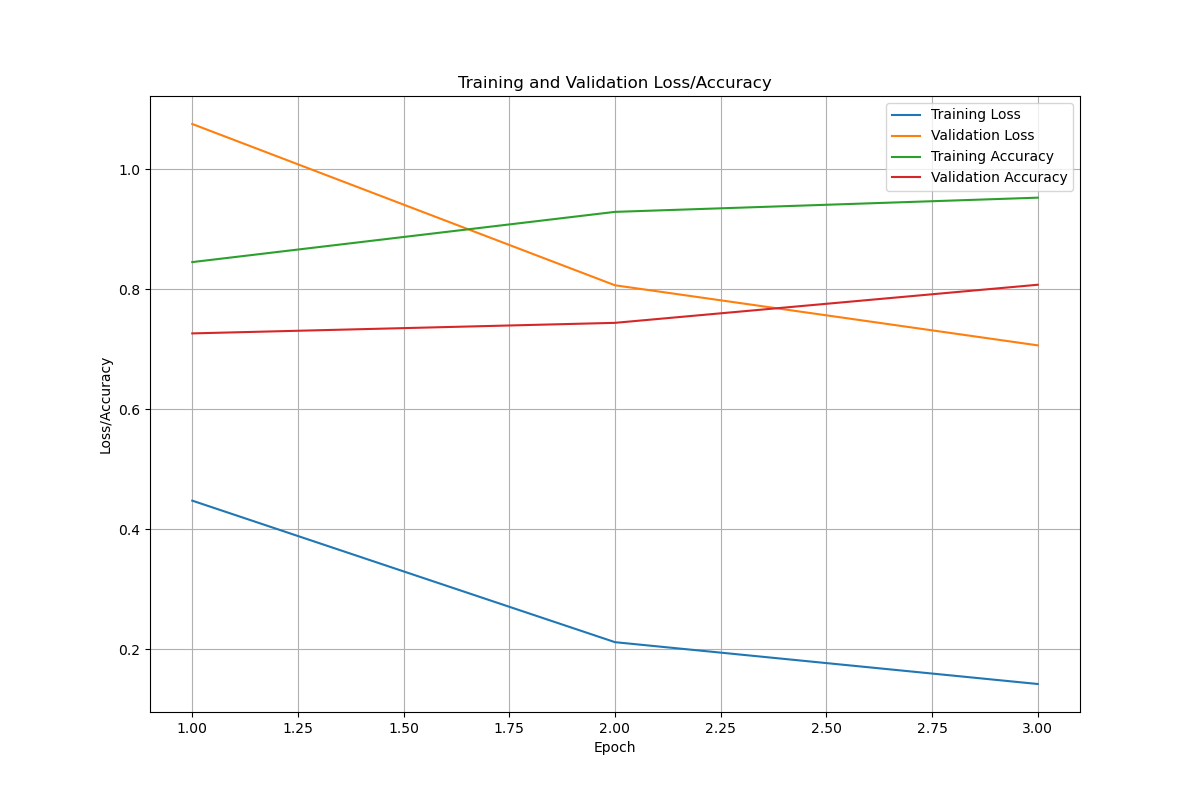 Training and Validation Loss/Accuracy
Training Loss
Validation Loss
Training Accuracy
Validation Accuracy
Loss/Accuracy
1.0
0.8
0.6
0.4
0.2
1.00 1.25 1.50 1.75 2.00 2.25 2.50 2.75 3.00
Epoch